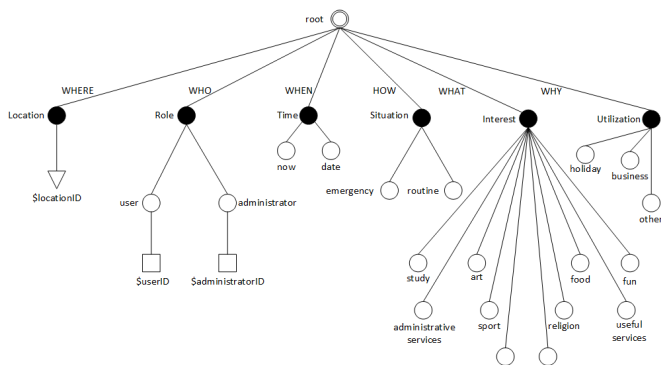 root
WHERE
WHO
WHEN
HOW
WHAT
WHY
Location
Role
Time
Situation
Interest
Utilization
now
date
holiday
business
$locationID
user
administrator
emergency
routine
other
$userID
$administratorID
study
art
food
fun
administrative
services
sport
religion
useful
services